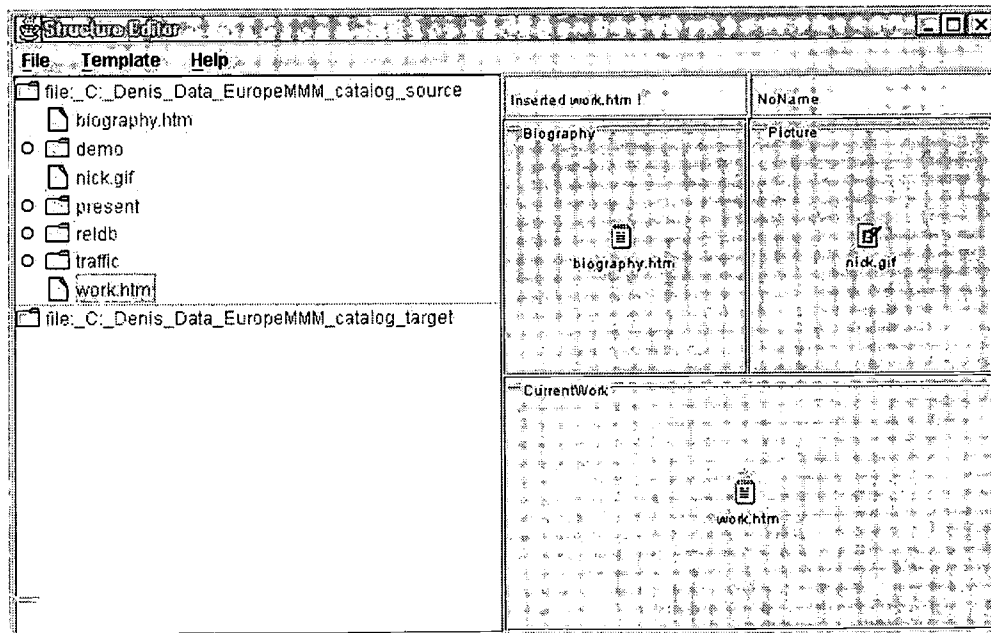 Structure Editor
File Template Help
file:_C:_Denis_Data_EuropeMMM_catalog_source
biography.htm
demo
nick.gif
present
reldb
traffic
work.htm
file:_C:_Denis_Data_EuropeMMM_catalog_target
Inserted work.htm !
NoName
Biography
biography.htm
Picture
nick.gif
CurrentWork
work.htm